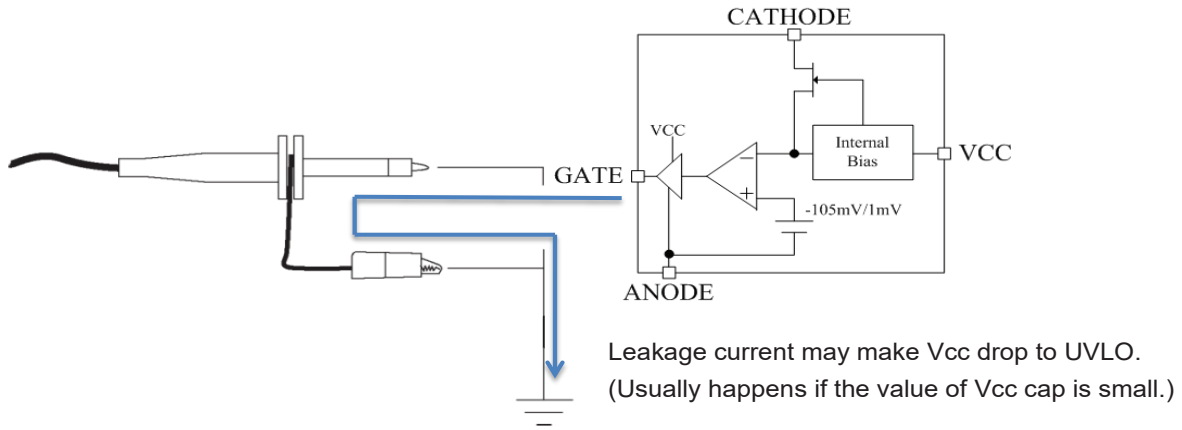 CATHODE
VCC
Internal
Bias
VCC
GATE
−
+
-105mV/1mV
ANODE
Leakage current may make Vcc drop to UVLO.
(Usually happens if the value of Vcc cap is small.)